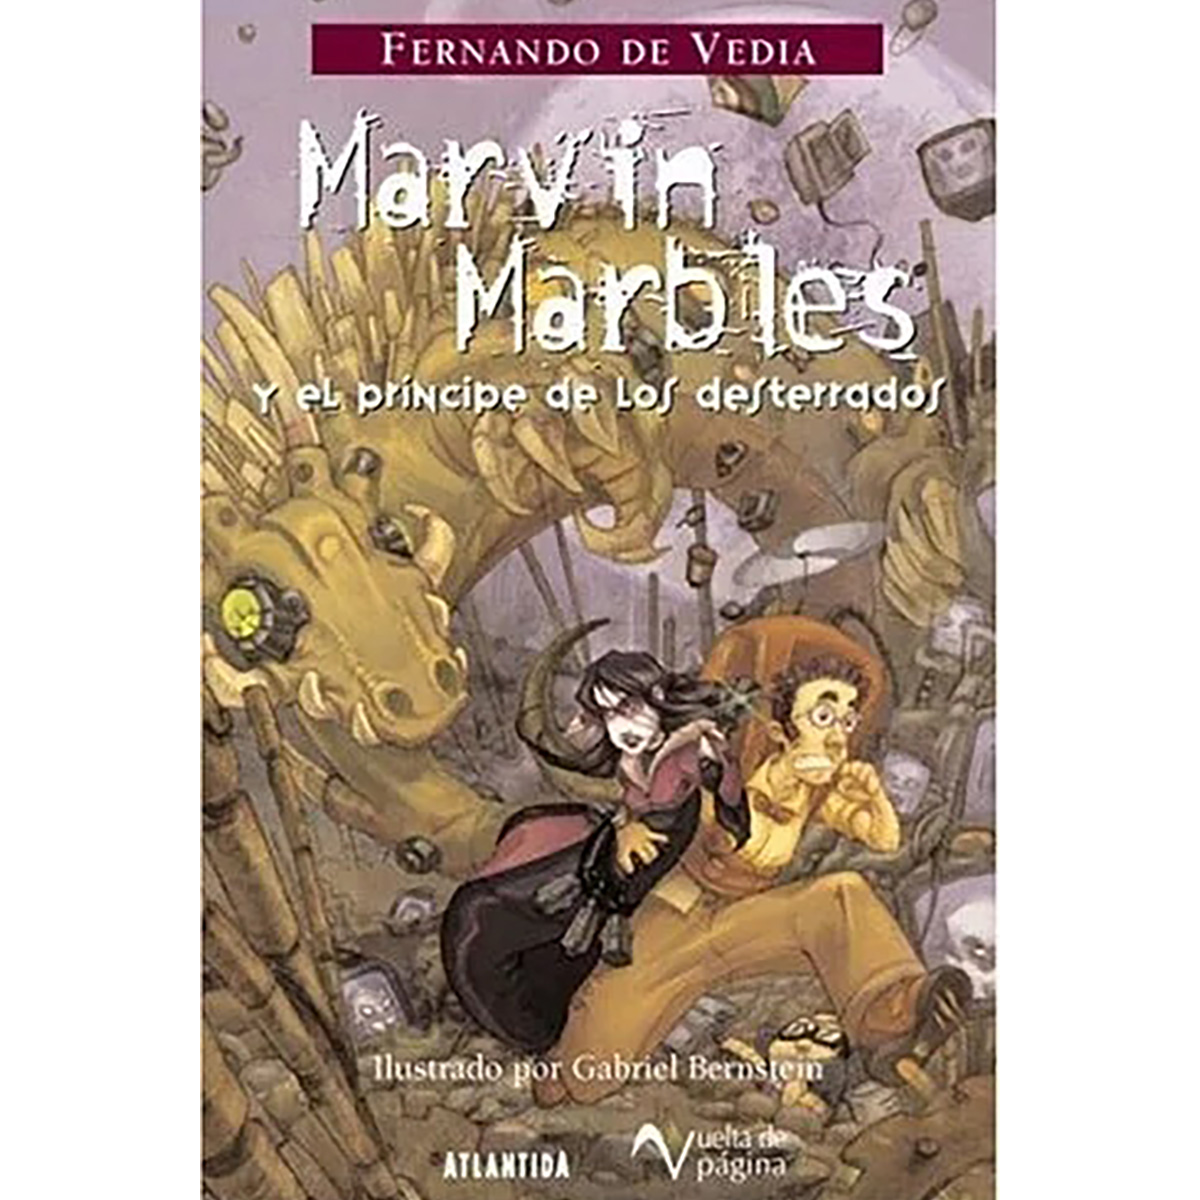 FERNANDO DE VEDIA
Marvin
Marbles
y el príncipe de los desterrados
Ilustrado por Gabriel Bernstein
ATLANTIDA
Vuelta de
página